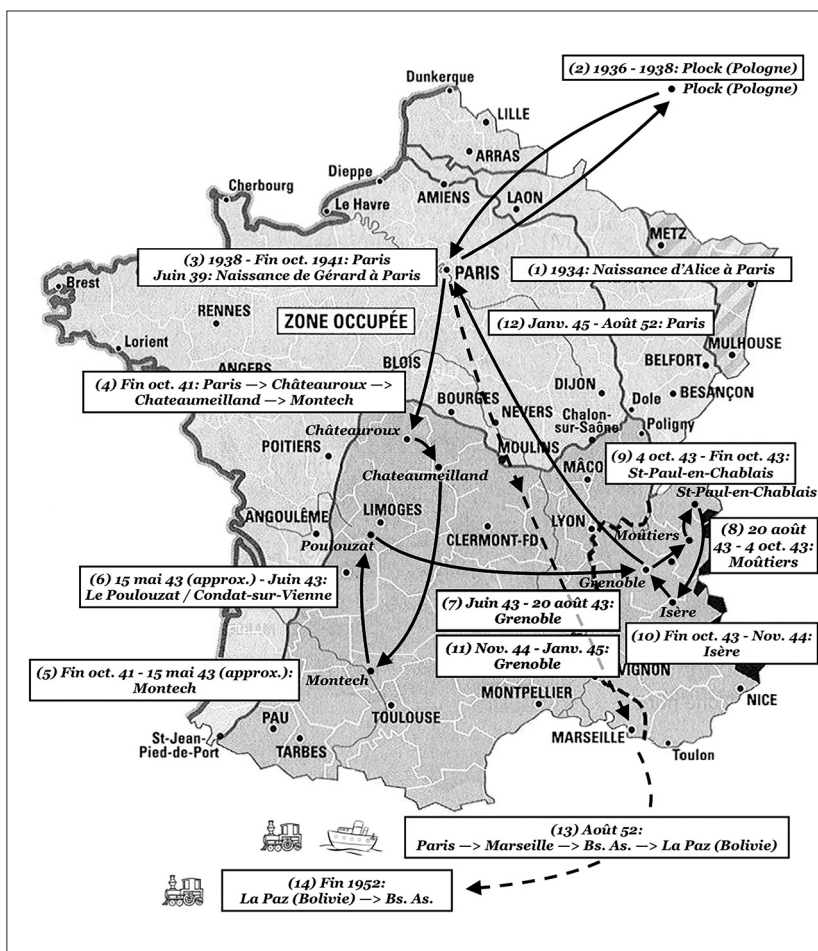 (2) 1936 - 1938: Plock (Pologne)
Plock (Pologne)
Dunkerque
LILLE
ARRAS
Dieppe
Cherbourg
Le Havre
AMIENS
LAON
METZ
(3) 1938 - Fin oct. 1941: Paris
Juin 39: Naissance de Gérard à Paris
PARIS
(1) 1934: Naissance d'Alice à Paris
Brest
RENNES
ZONE OCCUPÉE
(12) Janv. 45 - Août 52: Paris
MULHOUSE
Lorient
ANGERS
BLOIS
BELFORT
(4) Fin oct. 41: Paris —> Châteauroux —>
Chateaumeilland —> Montech
BOURGES
NEVERS
DIJON
Dole
BESANÇON
Chalon-
sur-Saône
Poligny
Châteauroux
MOULINS
POITIERS
Chateaumeilland
MÂCO
(9) 4 oct. 43 - Fin oct. 43:
St-Paul-en-Chablais
St-Paul-en-Chablais
ANGOULÊME
LIMOGES
CLERMONT-FD
LYON
Moûtiers
(8) 20 août
43 - 4 oct. 43:
Moûtiers
Poulouzat
Grenoble
(6) 15 mai 43 (approx.) - Juin 43:
Le Poulouzat / Condat-sur-Vienne
(7) Juin 43 - 20 août 43:
Grenoble
Isère
(10) Fin oct. 43 - Nov. 44:
Isère
(11) Nov. 44 - Janv. 45:
Grenoble
(5) Fin oct. 41 - 15 mai 43 (approx.):
Montech
Montech
VIGNON
MONTPELLIER
NICE
St-Jean-
Pied-de-Port
PAU
TARBES
TOULOUSE
MARSEILLE
Toulon
(13) Août 52:
Paris —> Marseille —> Bs. As. —> La Paz (Bolivie)
(14) Fin 1952:
La Paz (Bolivie) —> Bs. As.